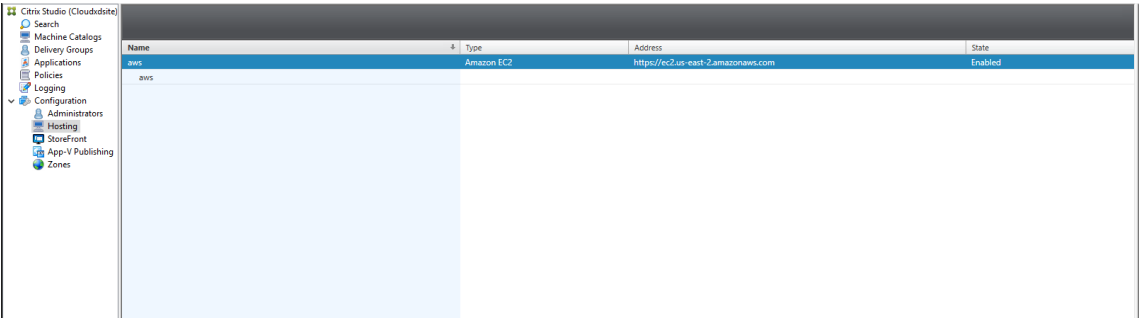 Citrix Studio (Cloudxdsite)
Search
Machine Catalogs
Delivery Groups
Applications
Policies
Logging
Configuration
Administrators
Hosting
StoreFront
App-V Publishing
Zones
Name Type Address State
aws Amazon EC2 https://ec2.us-east-2.amazonaws.com Enabled
aws